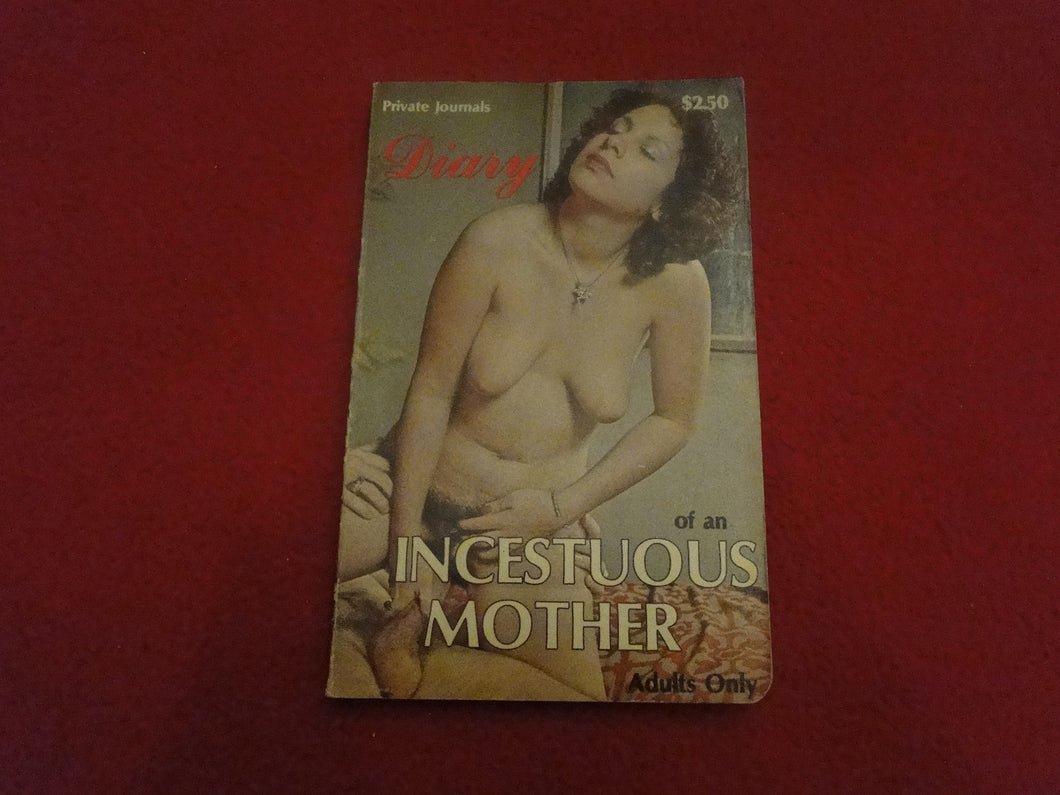 Private Journals
$2.50
Diary
of an
INCESTUOUS
MOTHER
Adults Only